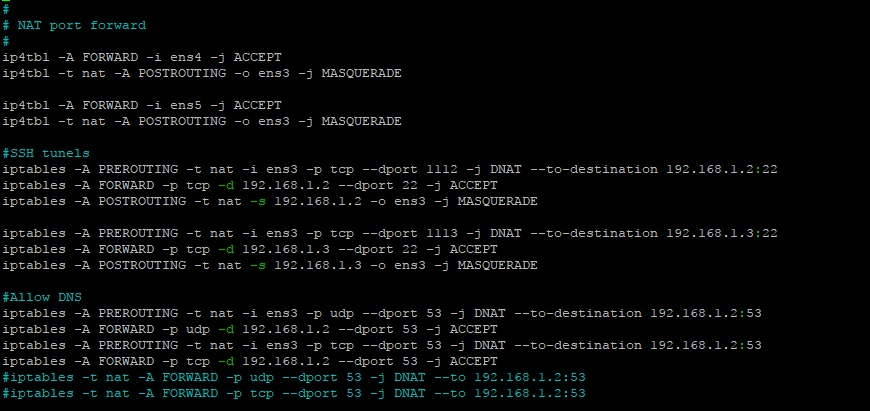 #
# NAT port forward
#
ip4tbl -A FORWARD -i ens4 -j ACCEPT
ip4tbl -t nat -A POSTROUTING -o ens3 -j MASQUERADE
ip4tbl -A FORWARD -i ens5 -j ACCEPT
ip4tbl -t nat -A POSTROUTING -o ens3 -j MASQUERADE
#SSH tunels
iptables -A PREROUTING -t nat -i ens3 -p tcp --dport 1112 -j DNAT --to-destination 192.168.1.2:22
iptables -A FORWARD -p tcp -d 192.168.1.2 --dport 22 -j ACCEPT
iptables -A POSTROUTING -t nat -s 192.168.1.2 -o ens3 -j MASQUERADE
iptables -A PREROUTING -t nat -i ens3 -p tcp --dport 1113 -j DNAT --to-destination 192.168.1.3:22
iptables -A FORWARD -p tcp -d 192.168.1.3 --dport 22 -j ACCEPT
iptables -A POSTROUTING -t nat -s 192.168.1.3 -o ens3 -j MASQUERADE
#Allow DNS
iptables -A PREROUTING -t nat -i ens3 -p udp --dport 53 -j DNAT --to-destination 192.168.1.2:53
iptables -A FORWARD -p udp -d 192.168.1.2 --dport 53 -j ACCEPT
iptables -A PREROUTING -t nat -i ens3 -p tcp --dport 53 -j DNAT --to-destination 192.168.1.2:53
iptables -A FORWARD -p tcp -d 192.168.1.2 --dport 53 -j ACCEPT
#iptables -t nat -A FORWARD -p udp --dport 53 -j DNAT --to 192.168.1.2:53
#iptables -t nat -A FORWARD -p tcp --dport 53 -j DNAT --to 192.168.1.2:53